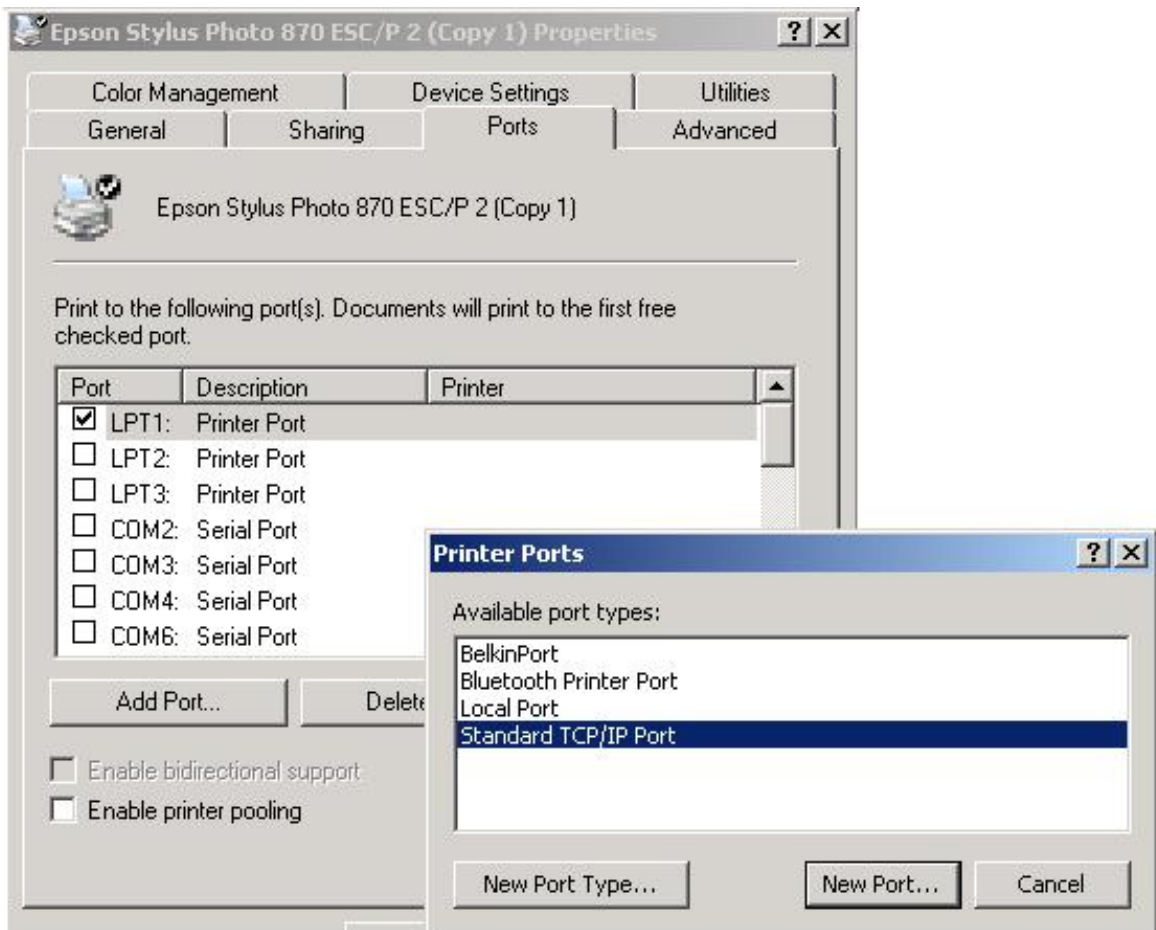 Epson Stylus Photo 870 ESC/P 2 (Copy 1) Properties
Color Management Device Settings Utilities
General Sharing Ports Advanced
Epson Stylus Photo 870 ESC/P 2 (Copy 1)
Print to the following port(s). Documents will print to the first free
checked port.
Port Description Printer
LPT1: Printer Port
LPT2: Printer Port
LPT3: Printer Port
COM2: Serial Port
COM3: Serial Port
COM4: Serial Port
COM6: Serial Port
Add Port... Delete
Enable bidirectional support
Enable printer pooling
Printer Ports
Available port types:
BelkinPort
Bluetooth Printer Port
Local Port
Standard TCP/IP Port
New Port Type... New Port... Cancel